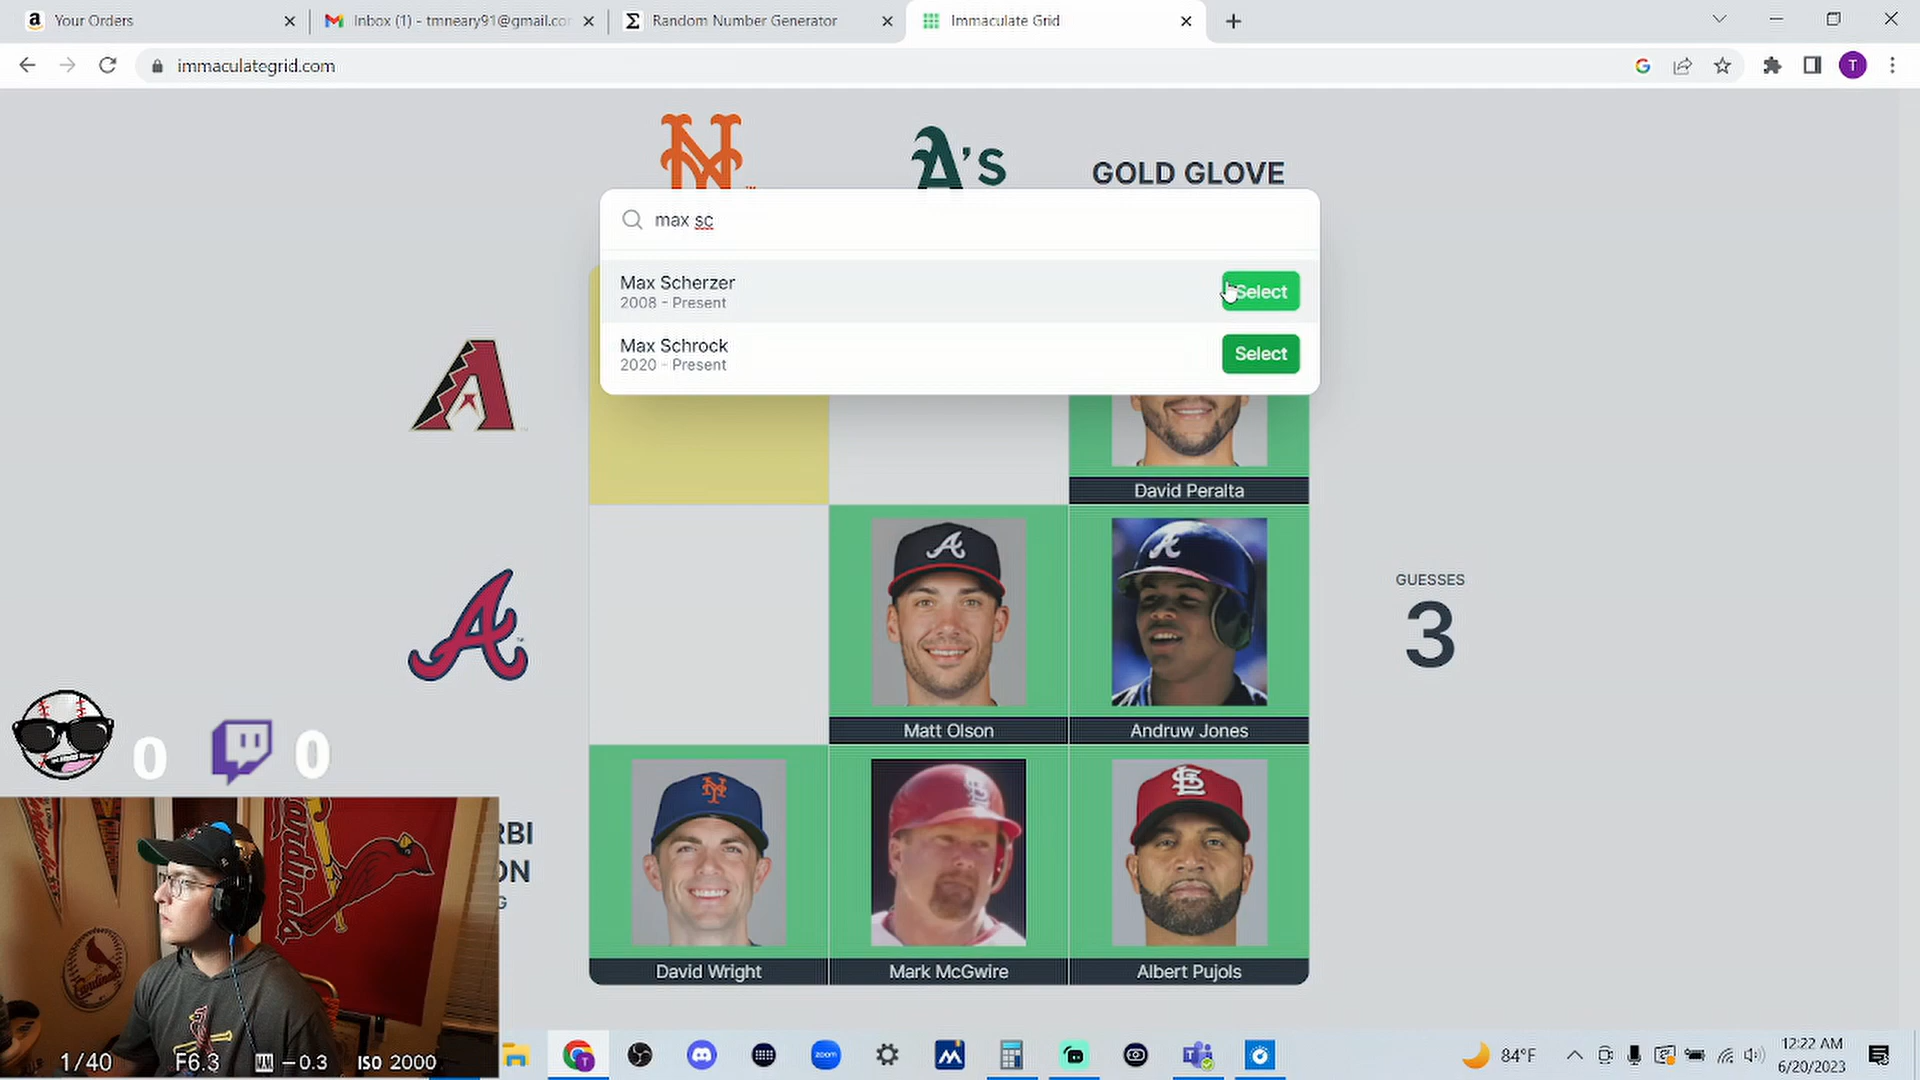 Your Orders
Inbox (1) - tmneary91@gmail.co
Random Number Generator
Immaculate Grid
immaculategrid.com
T
A's
GOLD GLOVE
max sc
Max Scherzer
2008 - Present
Select
Max Schrock
2020 - Present
Select
A
David Peralta
A
Matt Olson
Andruw Jones
GUESSES
3
0
0
RBI
ON
G
David Wright
Mark McGwire
Albert Pujols
Cardinals
1/40
F6.3
-0.3
ISO 2000
zoom
84°F
12:22 AM
6/20/2023